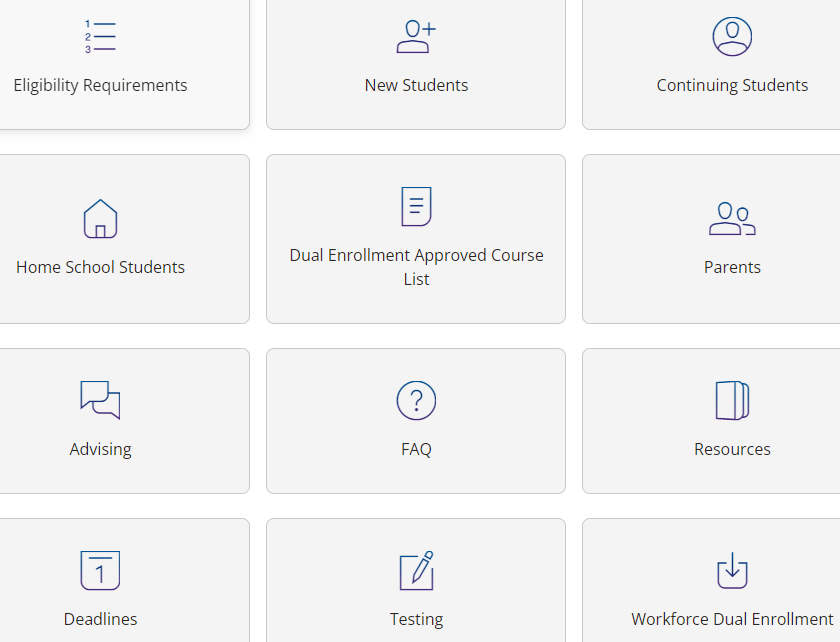 1
2
3
Eligibility Requirements
New Students
Continuing Students
Home School Students
Dual Enrollment Approved Course
List
Parents
Advising
?
FAQ
Resources
1
Deadlines
Testing
Workforce Dual Enrollment